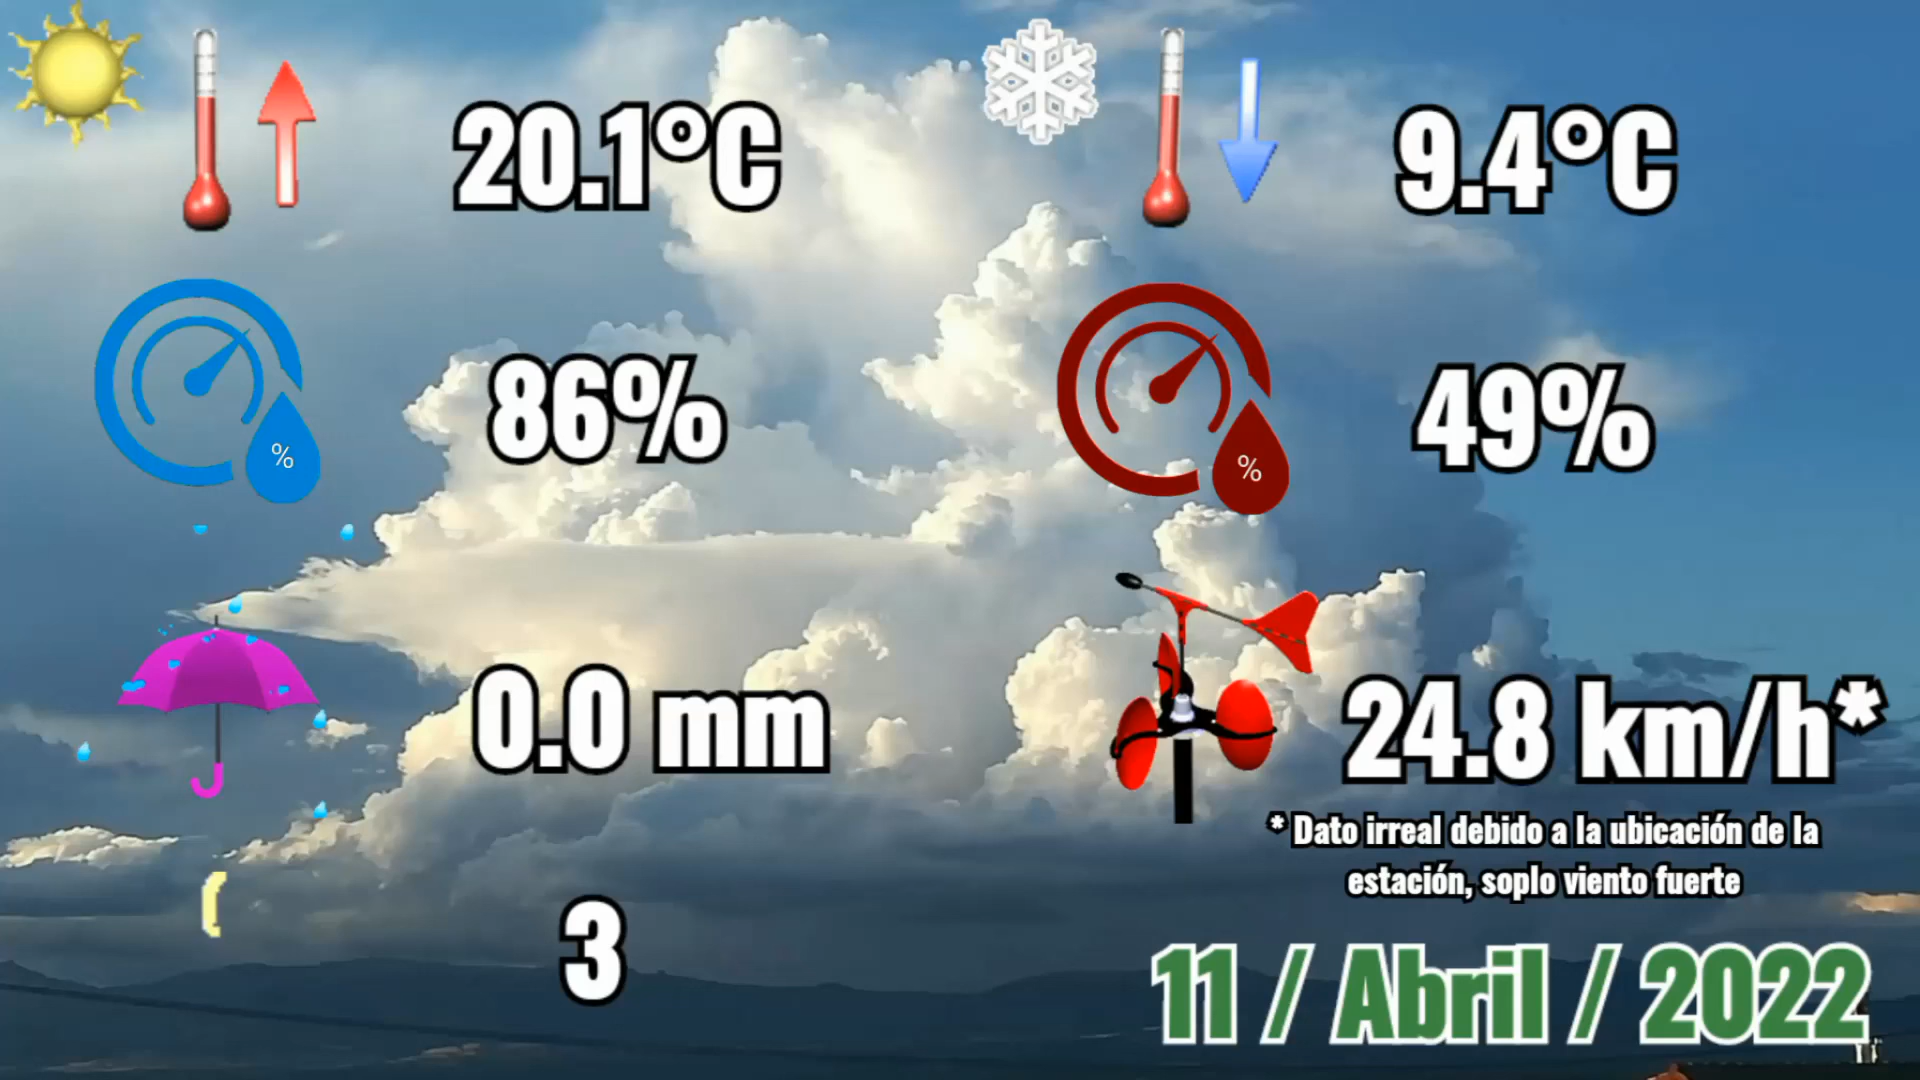 20.1°C
9.4°C
86%
%
49%
%
0.0 mm
24.8 km/h*
* Dato irreal debido a la ubicación de la
estación, soplo viento fuerte
3
11 / Abril / 2022